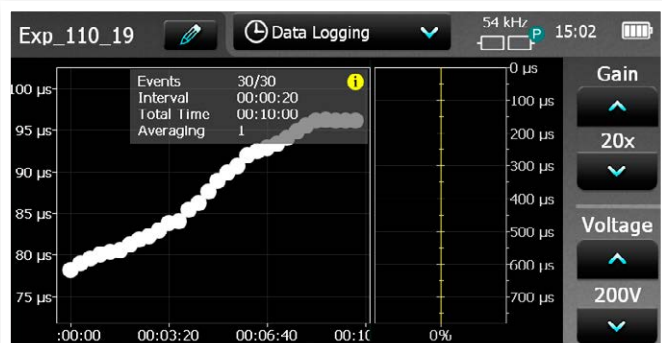 Exp_110_19
Data Logging
54 kHz
P
15:02
Events 30/30
Interval 00:00:20
Total Time 00:10:00
Averaging 1
i
100 µs
95 µs
90 µs
85 µs
80 µs
75 µs
:00:00 00:03:20 00:06:40 00:10
0 µs
100 µs
200 µs
300 µs
400 µs
500 µs
600 µs
700 µs
0%
Gain
20x
Voltage
200V